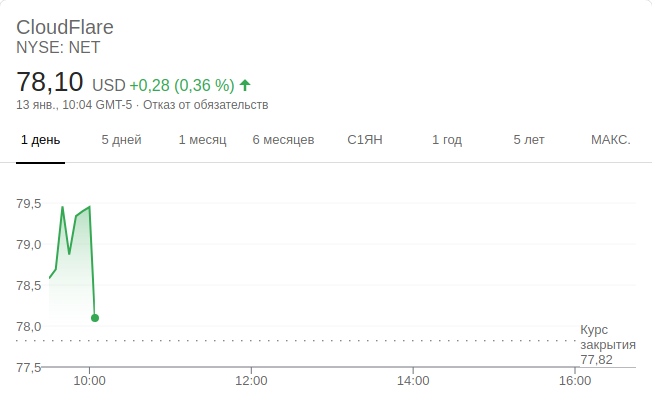 CloudFlare
NYSE: NET
78,10 USD +0,28 (0,36 %)
13 янв., 10:04 GMT-5 · Отказ от обязательств
1 день 5 дней 1 месяц 6 месяцев С1ЯН 1 год 5 лет МАКС.
79,5
79,0
78,5
78,0
Курс
закрытия
77,82
77,5
10:00 12:00 14:00 16:00